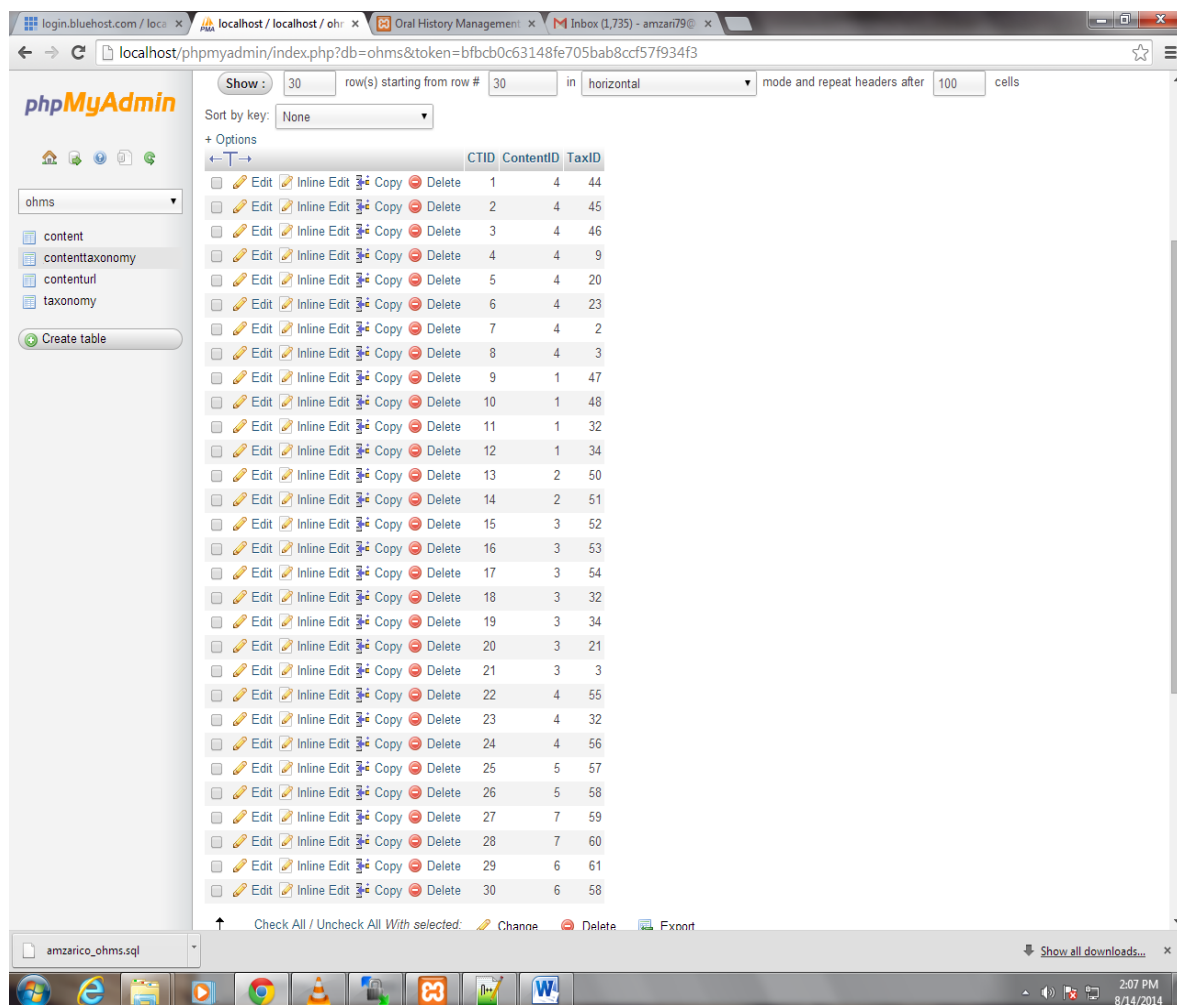 login.bluehost.com / loca
localhost / localhost / ohm
Oral History Management
Inbox (1,735) - amzari79@
localhost/phpmyadmin/index.php?db=ohms&token=bfbcb0c63148fe705bab8ccf57f934f3
phpMyAdmin
ohms
content
contenttaxonomy
contenturl
taxonomy
Create table
Show : 30 row(s) starting from row # 30 in horizontal mode and repeat headers after 100 cells
Sort by key: None
+ Options
←T→ CTID ContentID TaxID
Edit Inline Edit Copy Delete 1 4 44
Edit Inline Edit Copy Delete 2 4 45
Edit Inline Edit Copy Delete 3 4 46
Edit Inline Edit Copy Delete 4 4 9
Edit Inline Edit Copy Delete 5 4 20
Edit Inline Edit Copy Delete 6 4 23
Edit Inline Edit Copy Delete 7 4 2
Edit Inline Edit Copy Delete 8 4 3
Edit Inline Edit Copy Delete 9 1 47
Edit Inline Edit Copy Delete 10 1 48
Edit Inline Edit Copy Delete 11 1 32
Edit Inline Edit Copy Delete 12 1 34
Edit Inline Edit Copy Delete 13 2 50
Edit Inline Edit Copy Delete 14 2 51
Edit Inline Edit Copy Delete 15 3 52
Edit Inline Edit Copy Delete 16 3 53
Edit Inline Edit Copy Delete 17 3 54
Edit Inline Edit Copy Delete 18 3 32
Edit Inline Edit Copy Delete 19 3 34
Edit Inline Edit Copy Delete 20 3 21
Edit Inline Edit Copy Delete 21 3 3
Edit Inline Edit Copy Delete 22 4 55
Edit Inline Edit Copy Delete 23 4 32
Edit Inline Edit Copy Delete 24 4 56
Edit Inline Edit Copy Delete 25 5 57
Edit Inline Edit Copy Delete 26 5 58
Edit Inline Edit Copy Delete 27 7 59
Edit Inline Edit Copy Delete 28 7 60
Edit Inline Edit Copy Delete 29 6 61
Edit Inline Edit Copy Delete 30 6 58
Check All / Uncheck All With selected: Change Delete Export
amzarico_ohms.sql
Show all downloads...
2:07 PM
8/14/2014